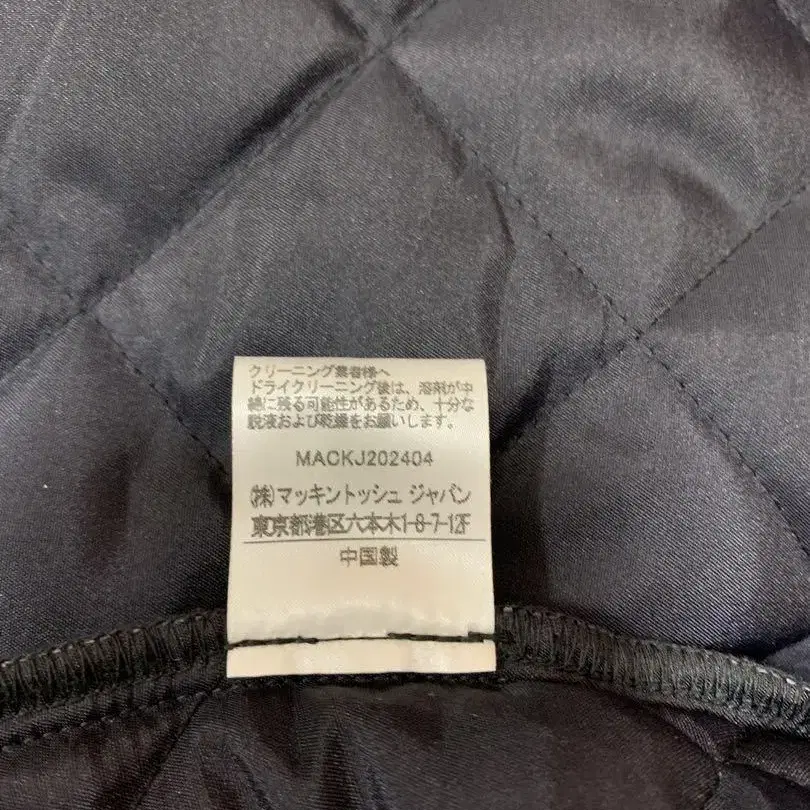 クリーニング業者様へ
ドライクリーニング後は、溶剤が中
綿に残る可能性があるため、十分な
脱液および乾燥をお願いします。
MACKJ202404
㈱マッキントッシュ ジャパン
東京都港区六本木1-8-7-12F
中国製